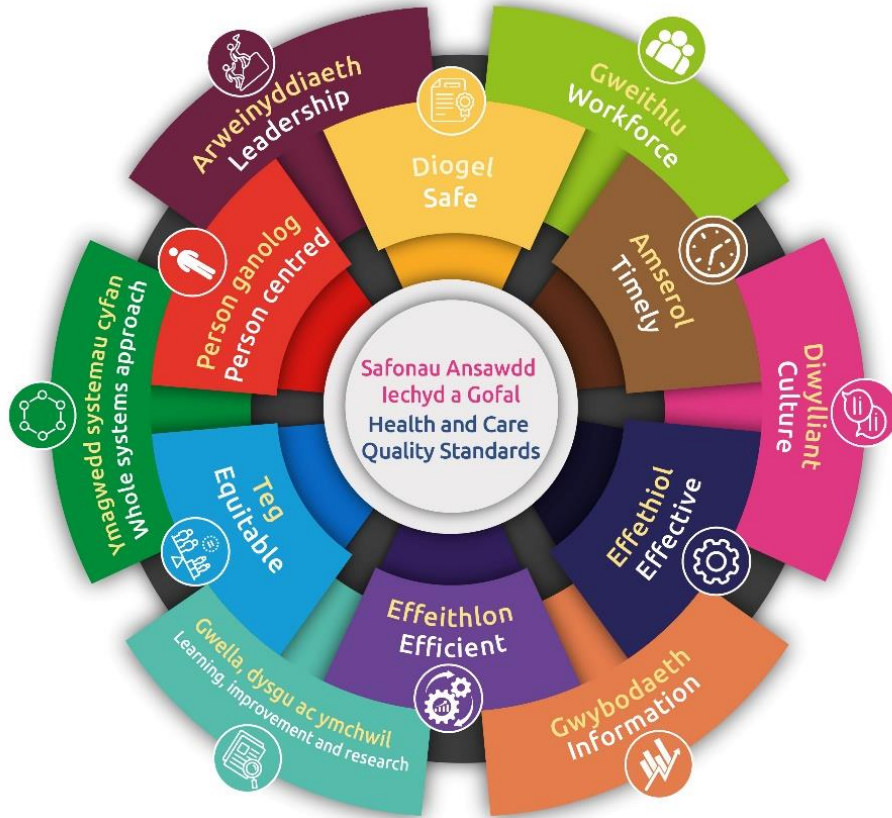 Safonau Ansawdd
Iechyd a Gofal
Health and Care
Quality Standards
Diogel
Safe
Amserol
Timely
Effethiol
Effective
Effeithlon
Efficient
Teg
Equitable
Person ganolog
Person centred
Arweinyddiaeth
Leadership
Gweithlu
Workforce
Diwylliant
Culture
Gwybodaeth
Information
Gwella, dysgu ac ymchwil
Learning, improvement and research
Ymagwedd systemau cyfan
Whole systems approach